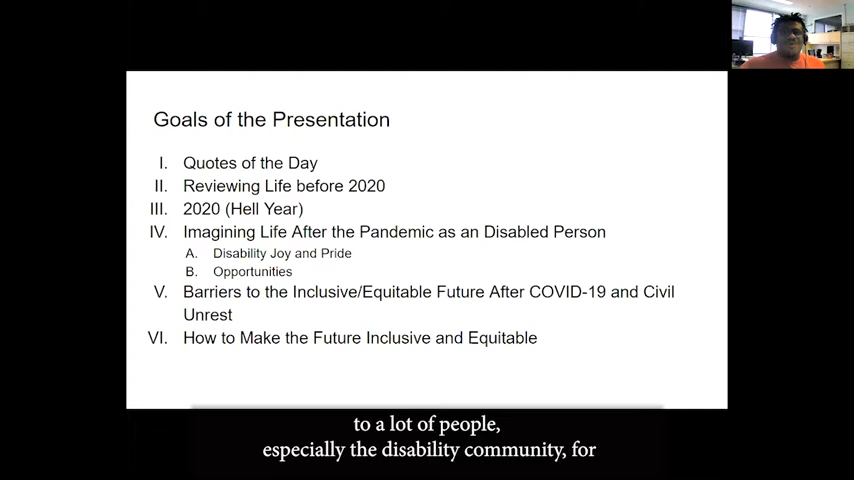 Goals of the Presentation
I. Quotes of the Day
II. Reviewing Life before 2020
III. 2020 (Hell Year)
IV. Imagining Life After the Pandemic as an Disabled Person
A. Disability Joy and Pride
B. Opportunities
V. Barriers to the Inclusive/Equitable Future After COVID-19 and Civil
Unrest
VI. How to Make the Future Inclusive and Equitable
to a lot of people,
especially the disability community, for